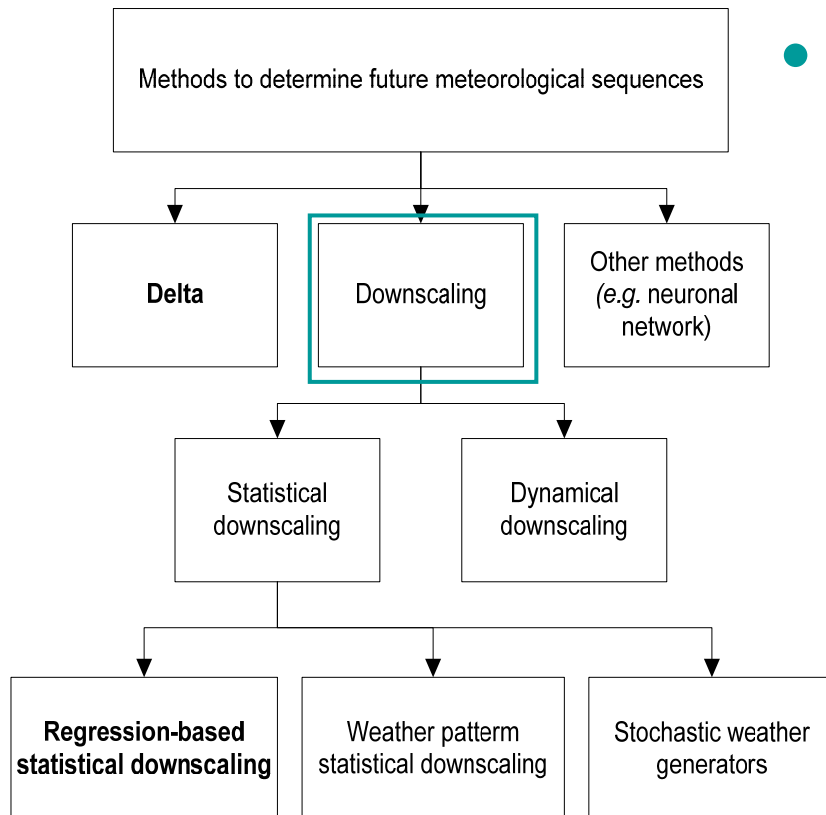 Methods to determine future meteorological sequences
Delta
Downscaling
Other methods
(e.g. neuronal
network)
Statistical
downscaling
Dynamical
downscaling
Regression-based
statistical downscaling
Weather patterm
statistical downscaling
Stochastic weather
generators